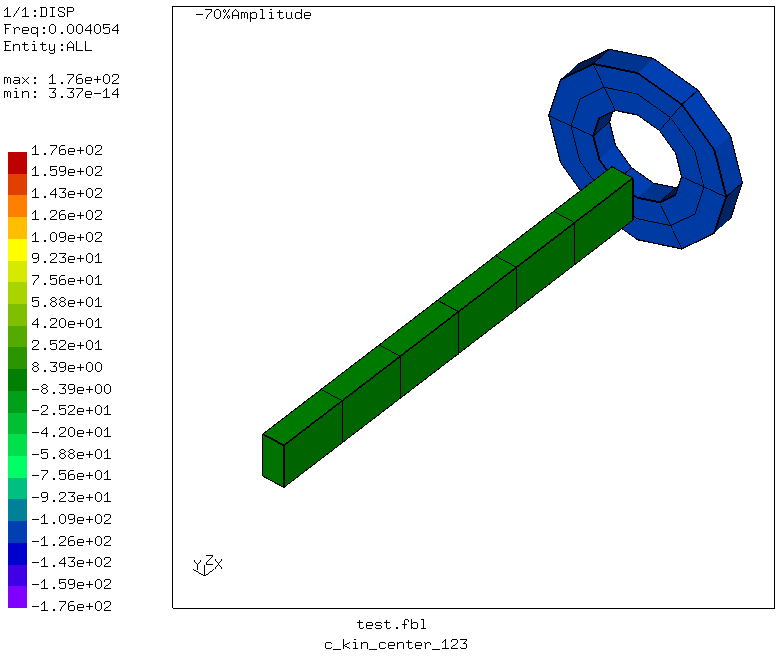 1/1:DISP
Freq:0.004054
Entity:ALL
max: 1.76e+02
min: 3.37e-14
-70%Amplitude
1.76e+02
1.59e+02
1.43e+02
1.26e+02
1.09e+02
9.23e+01
7.56e+01
5.88e+01
4.20e+01
2.52e+01
8.39e+00
-8.39e+00
-2.52e+01
-4.20e+01
-5.88e+01
-7.56e+01
-9.23e+01
-1.09e+02
-1.26e+02
-1.43e+02
-1.59e+02
-1.76e+02
Y Z X
test.fbl
c_kin_center_123